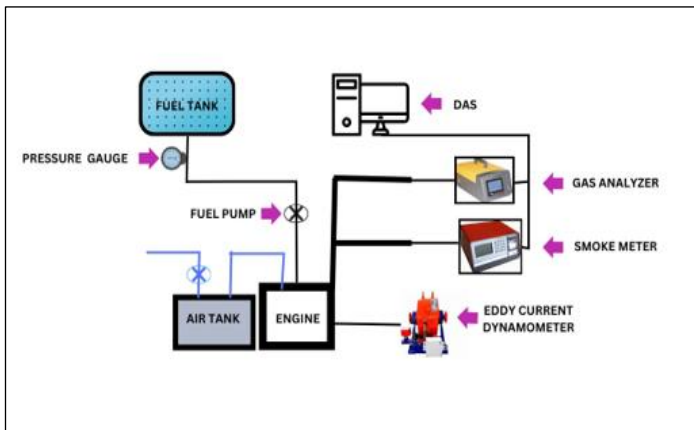 FUEL TANK
DAS
PRESSURE GAUGE
GAS ANALYZER
FUEL PUMP
SMOKE METER
AIR TANK
ENGINE
EDDY CURRENT
DYNAMOMETER